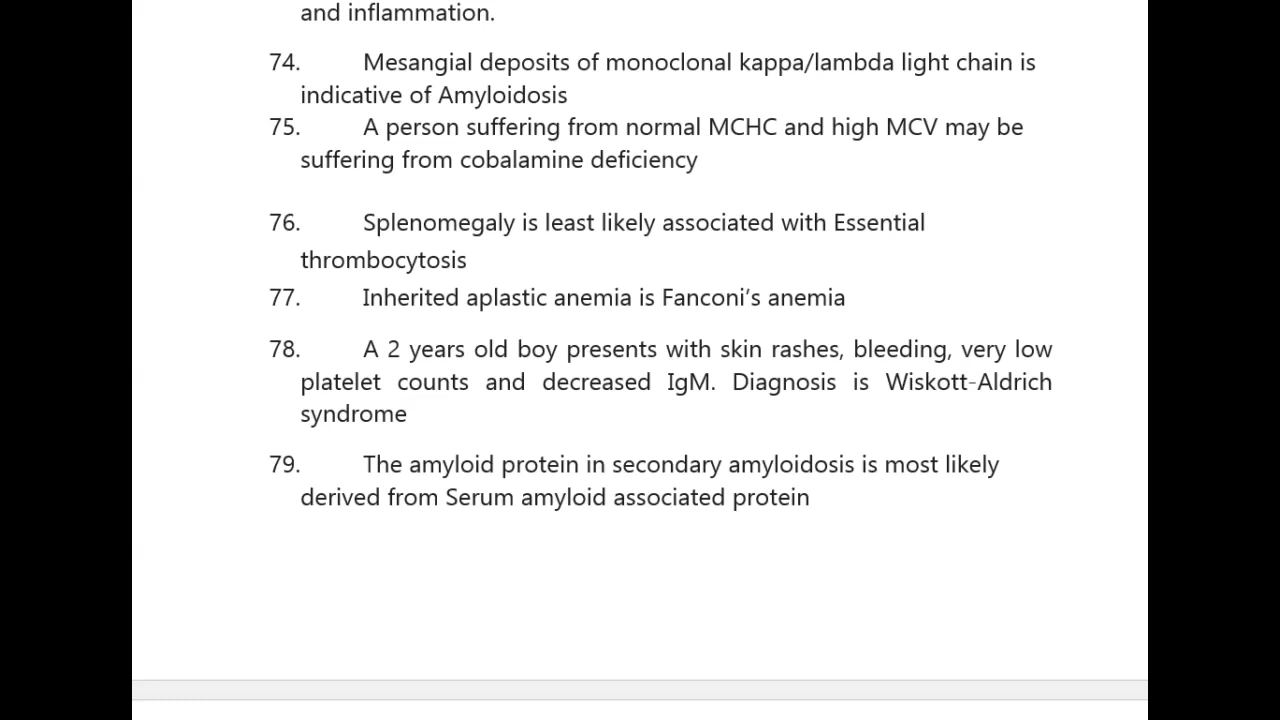 and inflammation.
74. Mesangial deposits of monoclonal kappa/lambda light chain is
indicative of Amyloidosis
75. A person suffering from normal MCHC and high MCV may be
suffering from cobalamine deficiency
76. Splenomegaly is least likely associated with Essential
thrombocytosis
77. Inherited aplastic anemia is Fanconi’s anemia
78. A 2 years old boy presents with skin rashes, bleeding, very low
platelet counts and decreased IgM. Diagnosis is Wiskott-Aldrich
syndrome
79. The amyloid protein in secondary amyloidosis is most likely
derived from Serum amyloid associated protein